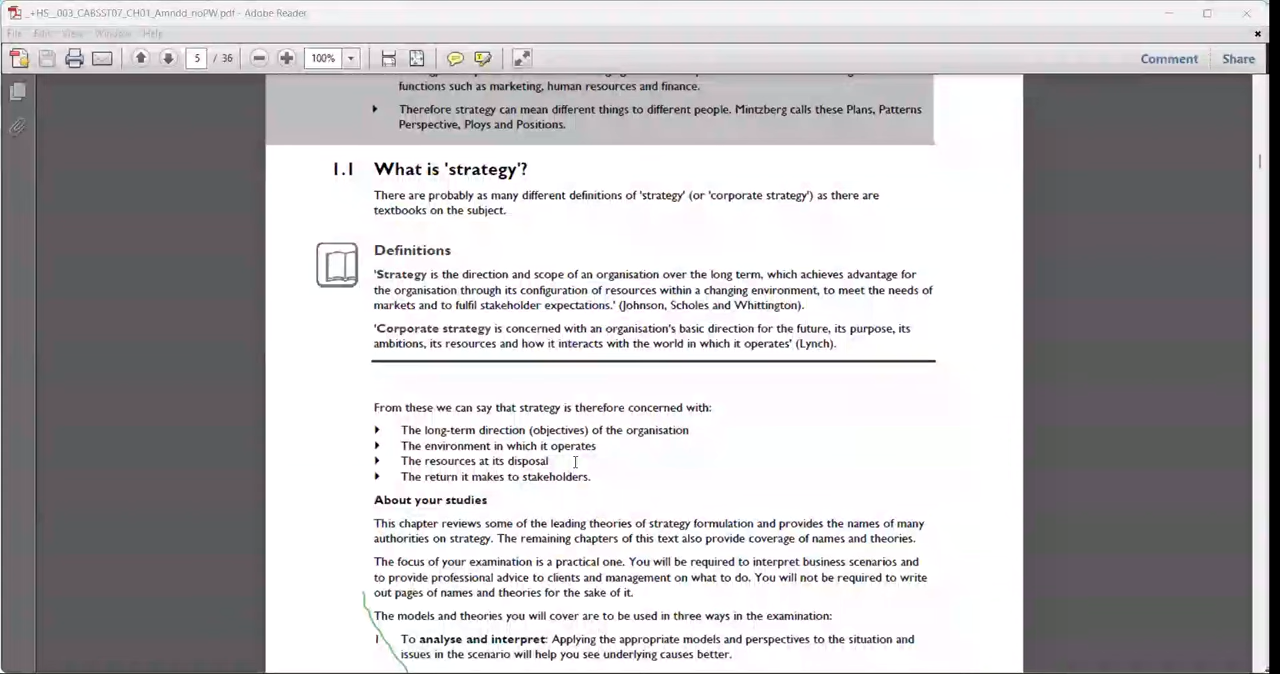 _+HS__003_CABSST07_CH01_Amndd_noPW.pdf - Adobe Reader
File Edit View Window Help
5 / 36 100% Comment Share
functions such as marketing, human resources and finance.
Therefore strategy can mean different things to different people. Mintzberg calls these Plans, Patterns
Perspective, Ploys and Positions.
1.1 What is 'strategy'?
There are probably as many different definitions of 'strategy' (or 'corporate strategy') as there are
textbooks on the subject.
Definitions
'Strategy is the direction and scope of an organisation over the long term, which achieves advantage for
the organisation through its configuration of resources within a changing environment, to meet the needs of
markets and to fulfil stakeholder expectations.' (Johnson, Scholes and Whittington).
'Corporate strategy is concerned with an organisation's basic direction for the future, its purpose, its
ambitions, its resources and how it interacts with the world in which it operates' (Lynch).
From these we can say that strategy is therefore concerned with:
The long-term direction (objectives) of the organisation
The environment in which it operates
The resources at its disposal
The return it makes to stakeholders.
About your studies
This chapter reviews some of the leading theories of strategy formulation and provides the names of many
authorities on strategy. The remaining chapters of this text also provide coverage of names and theories.
The focus of your examination is a practical one. You will be required to interpret business scenarios and
to provide professional advice to clients and management on what to do. You will not be required to write
out pages of names and theories for the sake of it.
The models and theories you will cover are to be used in three ways in the examination:
1 To analyse and interpret: Applying the appropriate models and perspectives to the situation and
issues in the scenario will help you see underlying causes better.